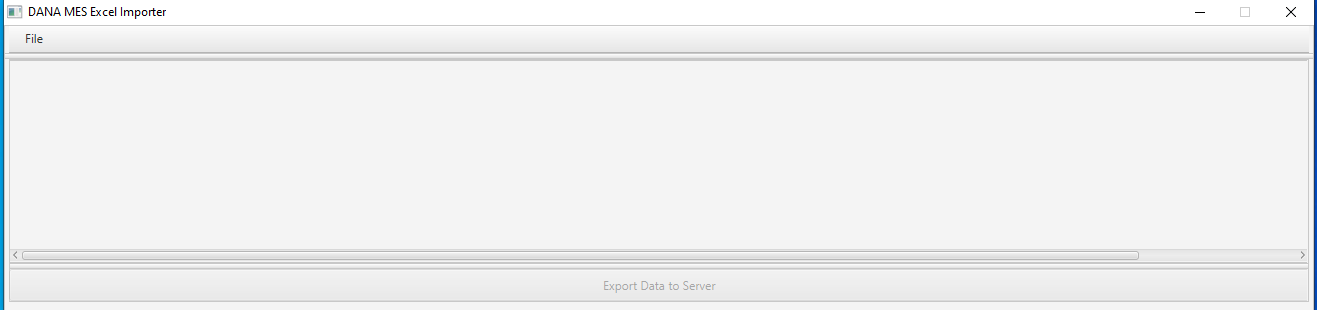 DANA MES Excel Importer
File
Export Data to Server